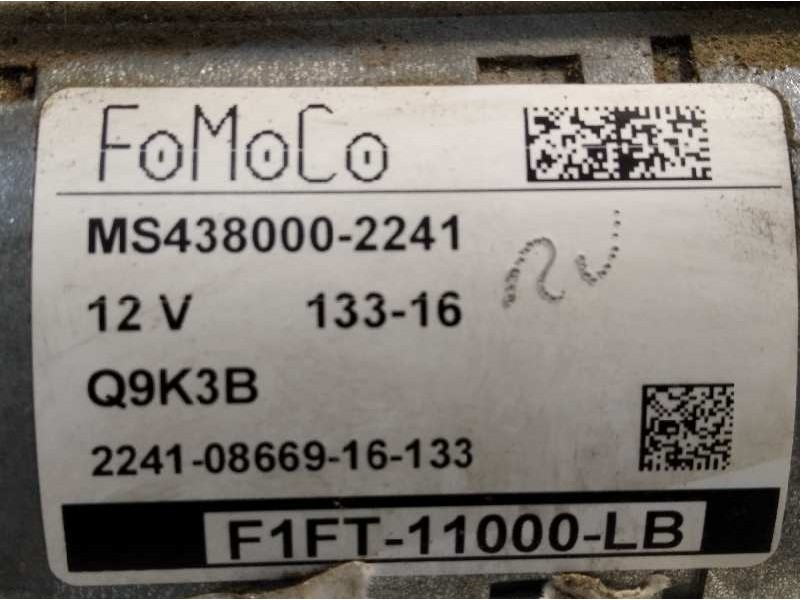 FoMoCo
MS438000-2241
12 V 133-16
Q9K3B
2241-08669-16-133
F1FT-11000-LB